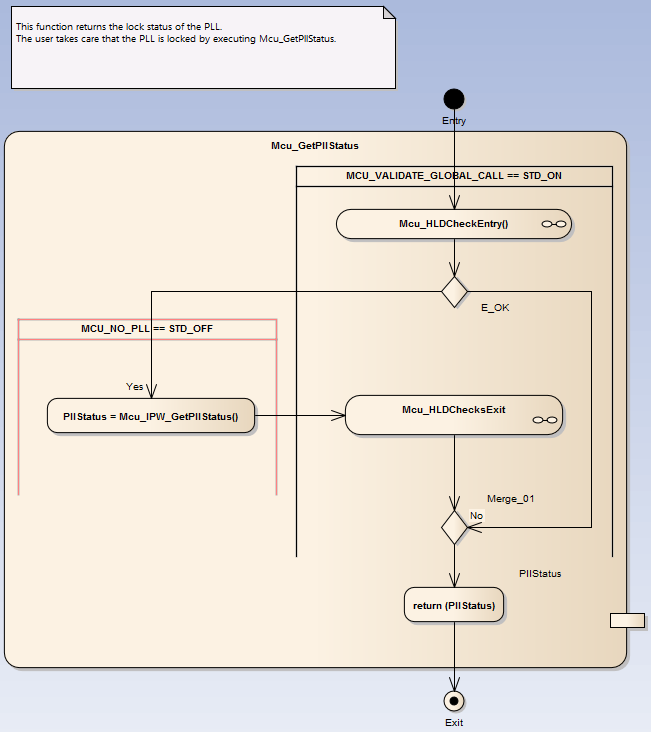 This function returns the lock status of the PLL.
The user takes care that the PLL is locked by executing Mcu_GetPllStatus.
Entry
Mcu_GetPllStatus
MCU_VALIDATE_GLOBAL_CALL == STD_ON
Mcu_HLDCheckEntry()
E_OK
MCU_NO_PLL == STD_OFF
Yes
PllStatus = Mcu_IPW_GetPllStatus()
Mcu_HLDChecksExit
Merge_01
No
PllStatus
return (PllStatus)
Exit